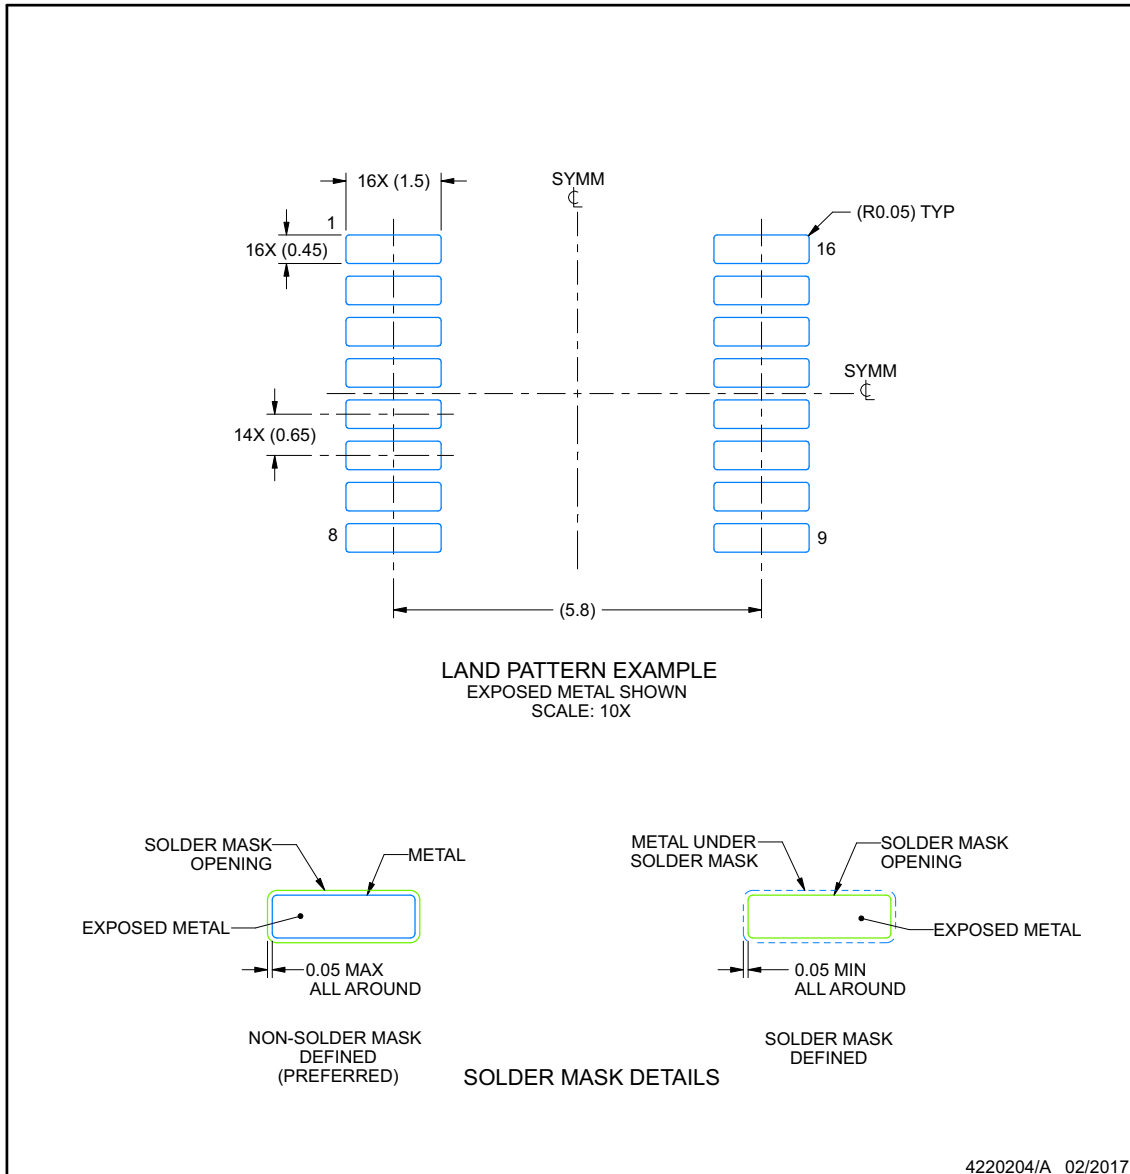 16X (1.5)
SYMM
℄
(R0.05) TYP
1
16X (0.45)
16
SYMM
℄
14X (0.65)
8
9
(5.8)
LAND PATTERN EXAMPLE
EXPOSED METAL SHOWN
SCALE: 10X
SOLDER MASK
OPENING
METAL
EXPOSED METAL
0.05 MAX
ALL AROUND
NON-SOLDER MASK
DEFINED
(PREFERRED)
METAL UNDER
SOLDER MASK
SOLDER MASK
OPENING
EXPOSED METAL
0.05 MIN
ALL AROUND
SOLDER MASK
DEFINED
SOLDER MASK DETAILS
4220204/A 02/2017